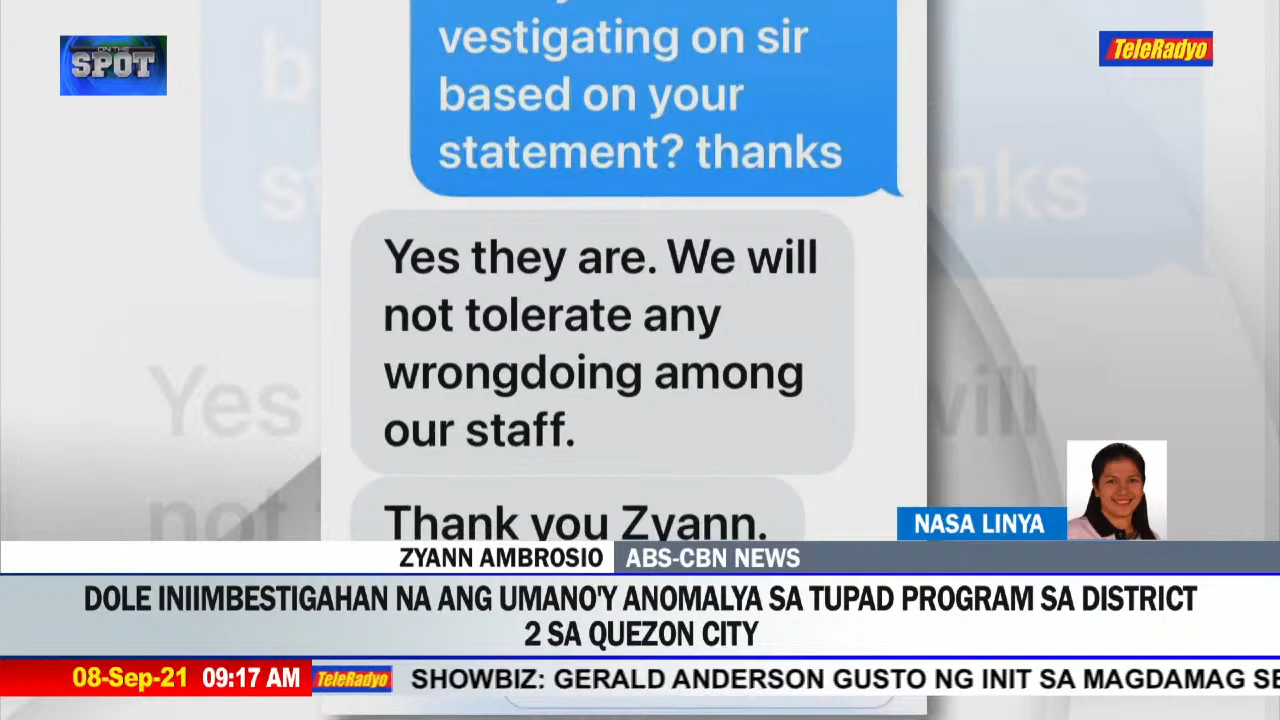 ON THE
SPOT
TeleRadyo
vestigating on sir
based on your
statement? thanks
Yes they are. We will
not tolerate any
wrongdoing among
our staff.
Thank you Zyann.
NASA LINYA
ZYANN AMBROSIO ABS-CBN NEWS
DOLE INIIMBESTIGAHAN NA ANG UMANO'Y ANOMALYA SA TUPAD PROGRAM SA DISTRICT
2 SA QUEZON CITY
08-Sep-21 09:17 AM TeleRadyo SHOWBIZ: GERALD ANDERSON GUSTO NG INIT SA MAGDAMAG SE